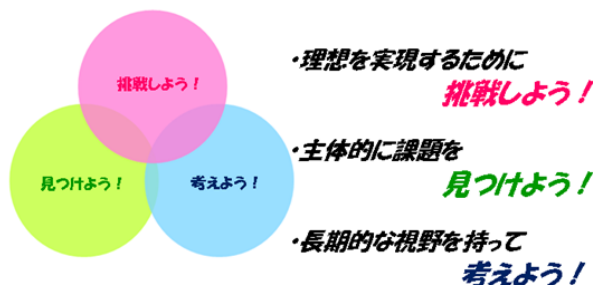 挑戦しよう！
見つけよう！
考えよう！
・理想を実現するために
挑戦しよう！
・主体的に課題を
見つけよう！
・長期的な視野を持って
考えよう！